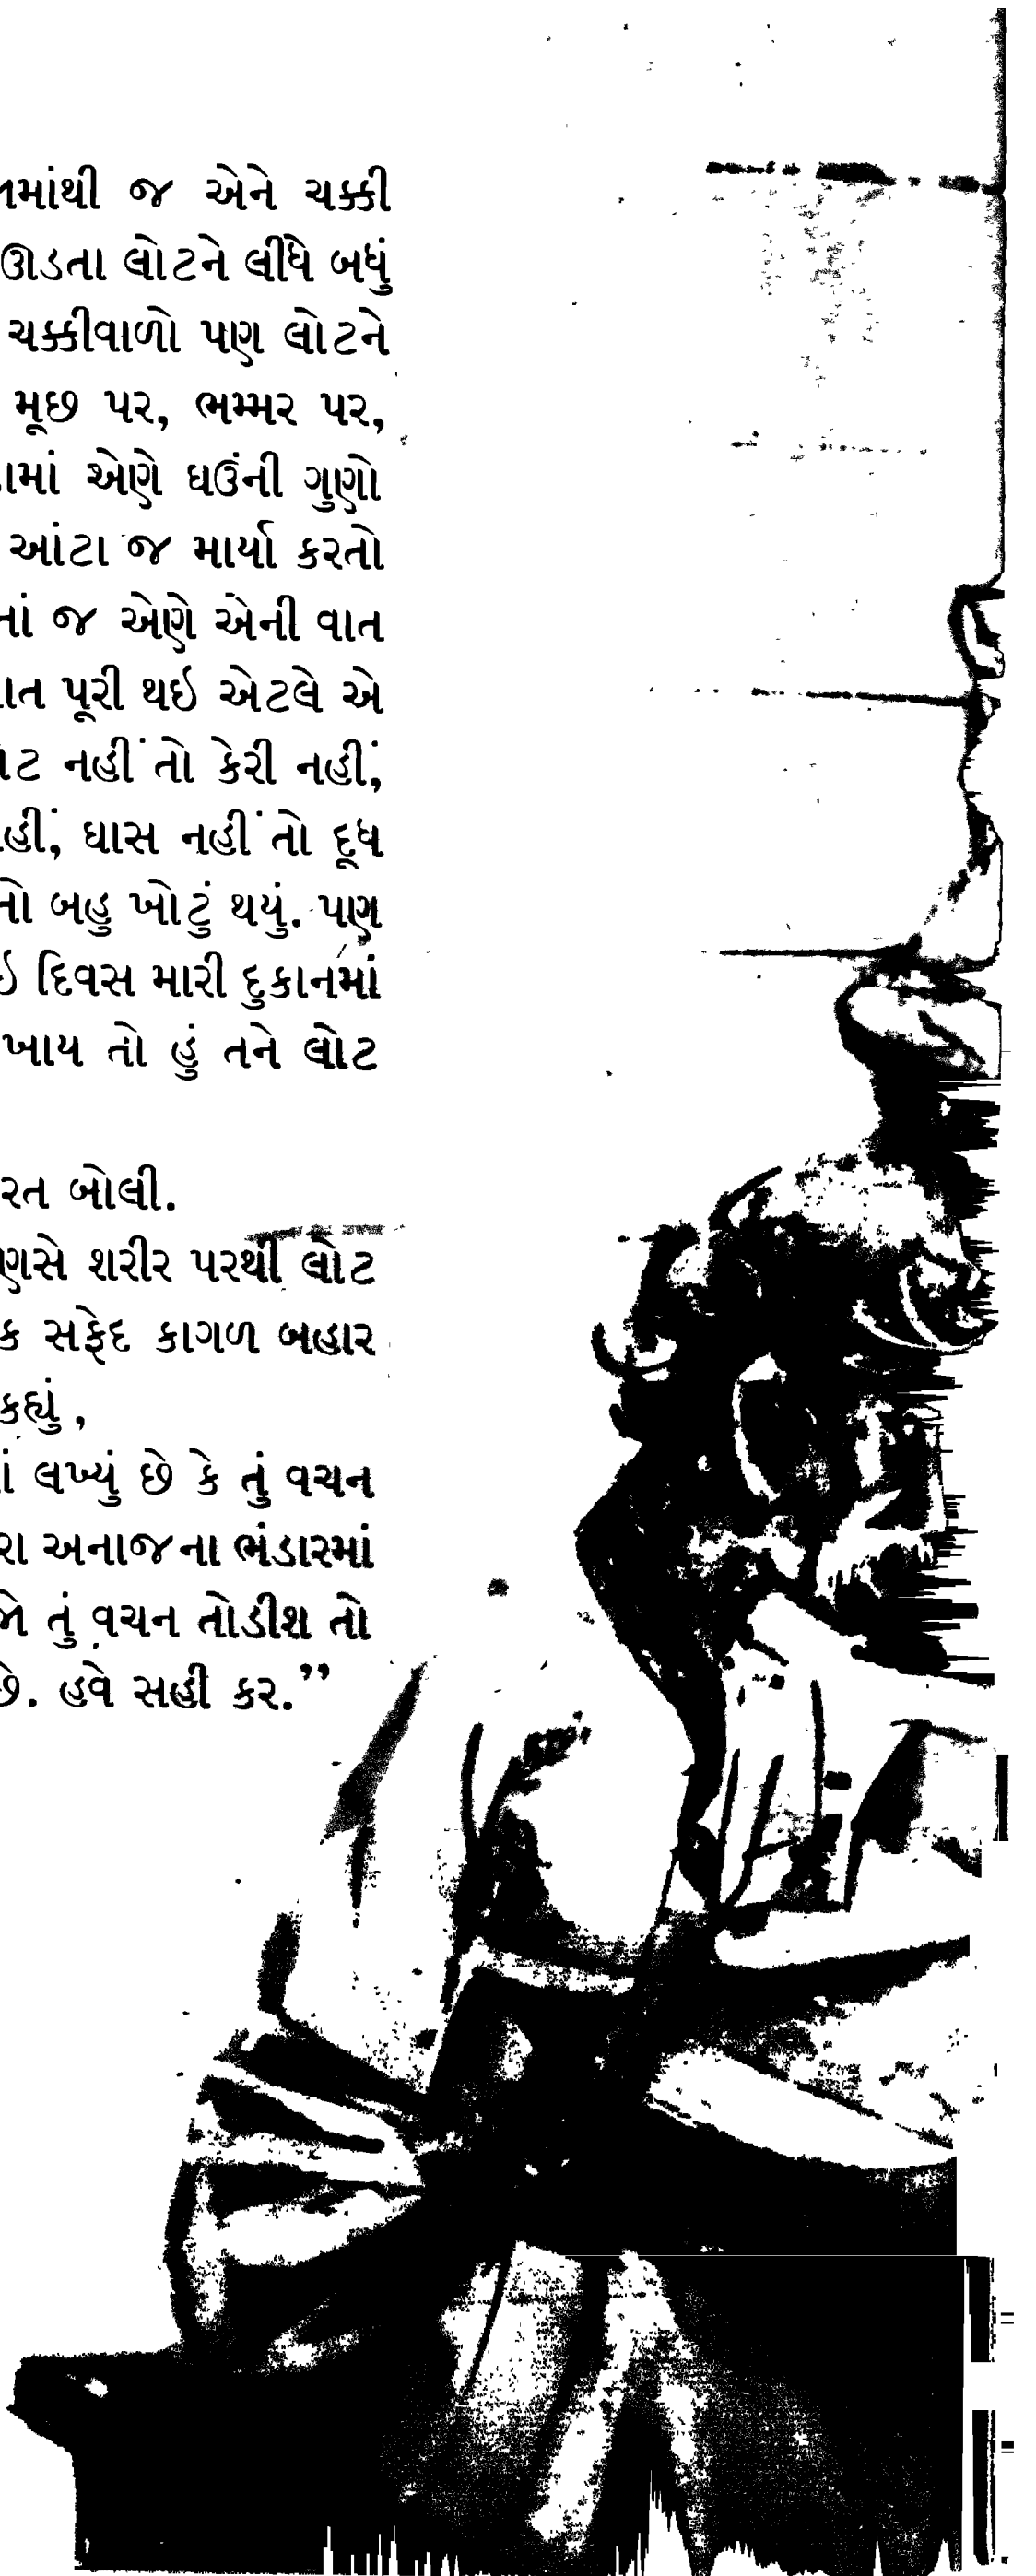 જ એને ચક્કી
ઊડતા લોટને લીધે બધું
ચક્કીવાળો પણ લોટને
મૂછ પર, ભમ્મર પર,
એણે ઘઉંની ગુણો
આંટા જ માર્યા કરતો
જ એણે એની વાત
પૂરી થઇ એટલે એ
નહીં તો કેરી નહીં,
ઘાસ નહીં તો દૂધ
બહુ ખોટું થયું. પણ
દિવસ મારી દુકાનમાં
ખાય તો હું તને લોટ
બોલી.
શરીર પરથી લોટ
સફેદ કાગળ બહાર
કહ્યું,
લખ્યું છે કે તું વચન
અનાજના ભંડારમાં
તું વચન તોડીશ તો
છે. હવે સહી કર.”